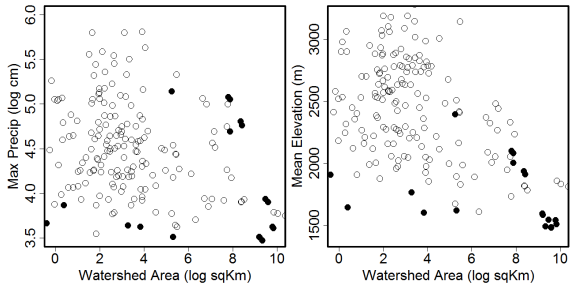 Max Precip (log cm)
6.0
5.5
5.0
4.5
4.0
3.5
0 2 4 6 8 10
Watershed Area (log sqKm)
Mean Elevation (m)
3000
2500
2000
1500
0 2 4 6 8 10
Watershed Area (log sqKm)